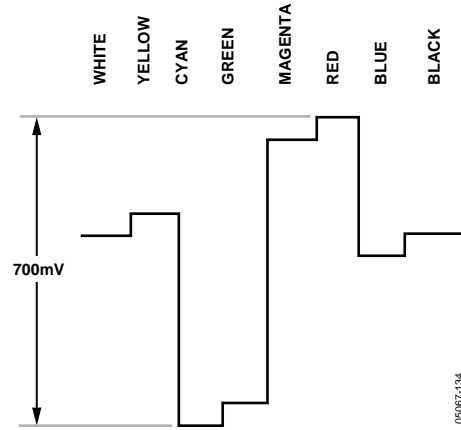 WHITE
YELLOW
CYAN
GREEN
MAGENTA
RED
BLUE
BLACK
700mV
05067-134